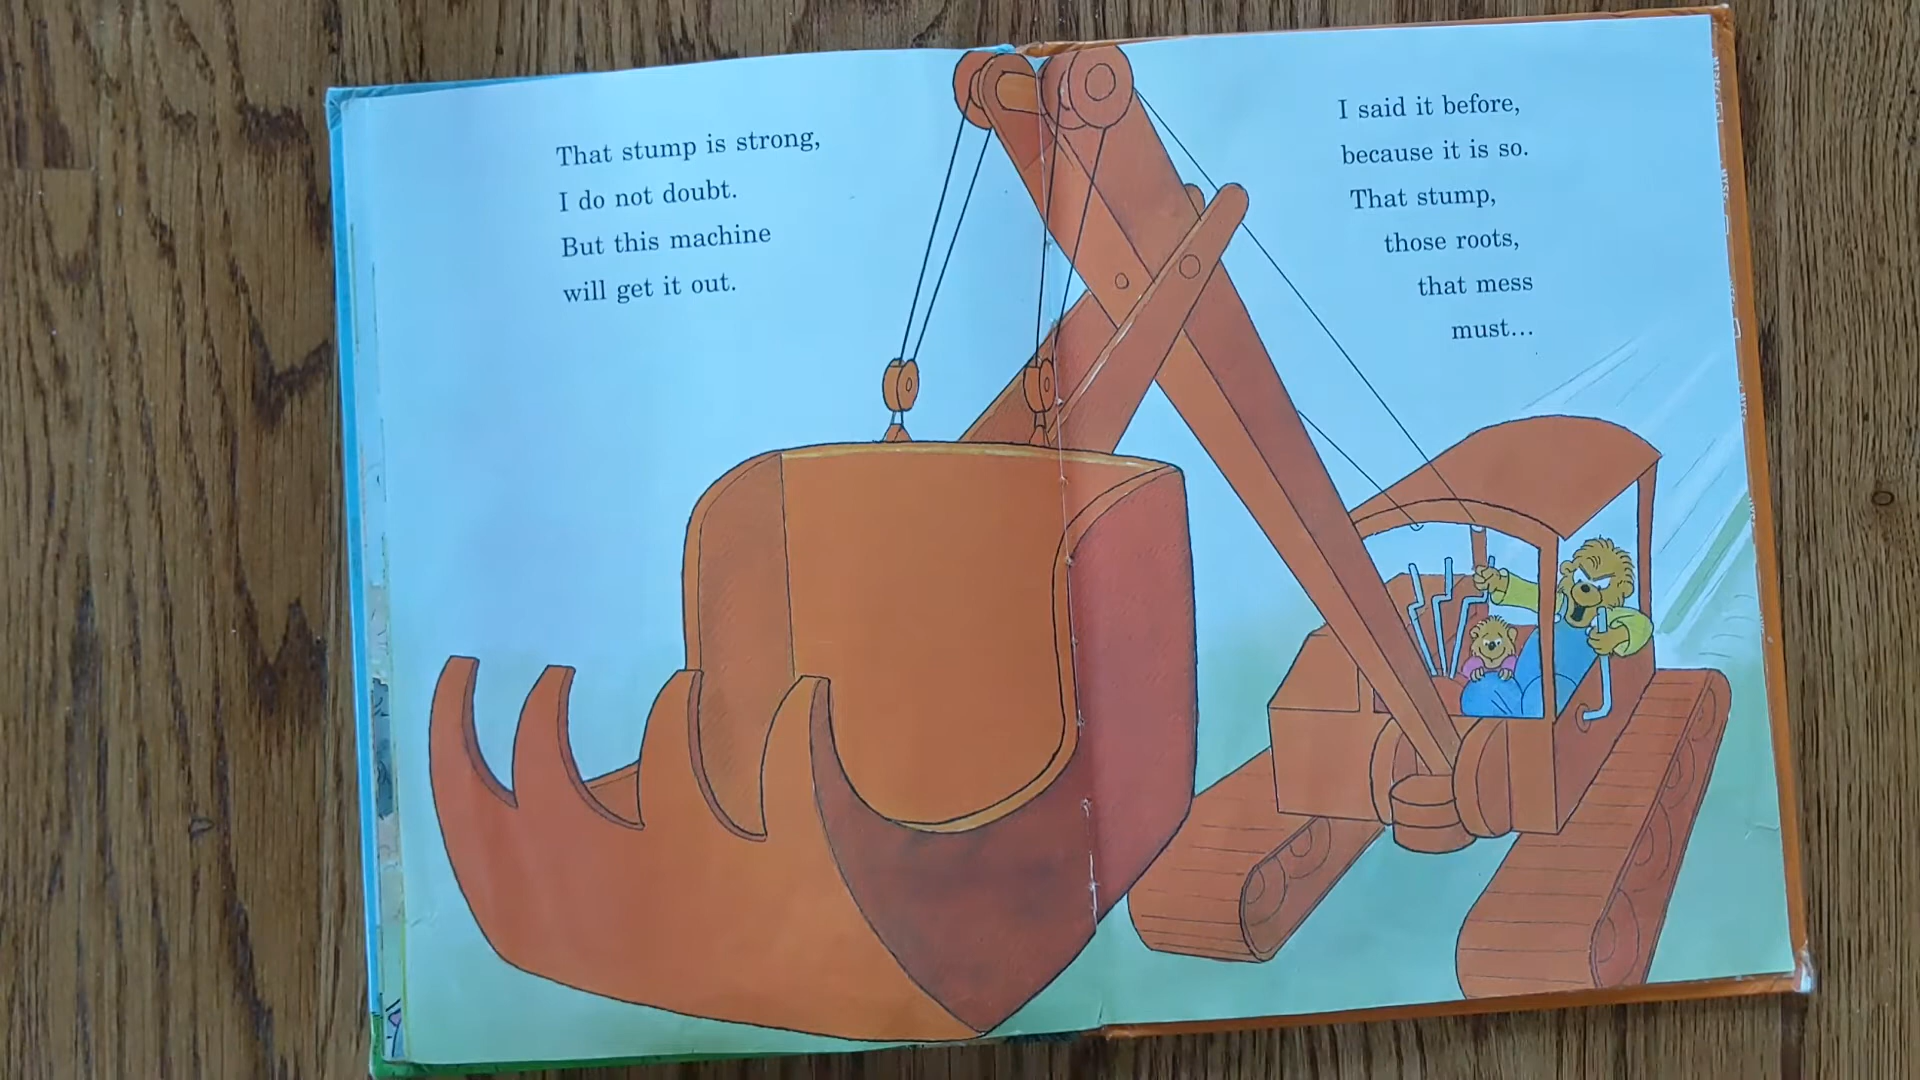 That stump is strong,
I do not doubt.
But this machine
will get it out.
I said it before,
because it is so.
That stump,
those roots,
that mess
must...